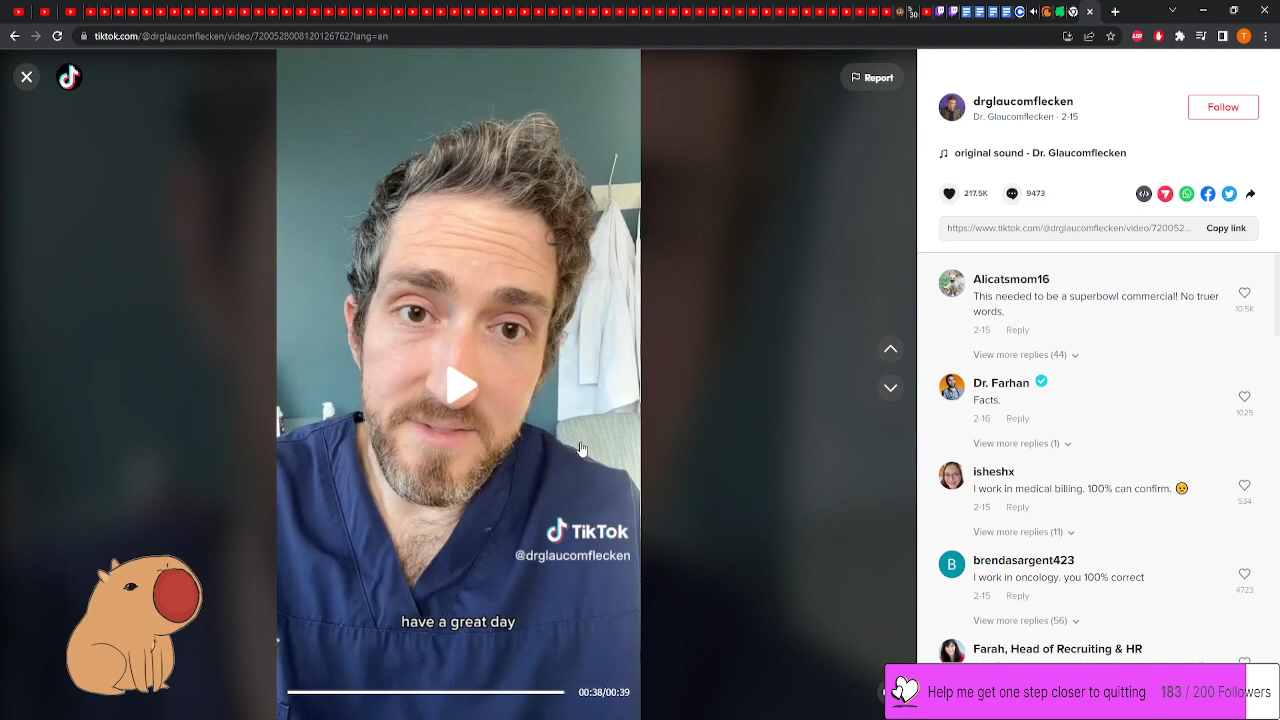 tiktok.com/@drglaucomflecken/video/7200528008120126762?lang=en
Report
TikTok
@drglaucomflecken
have a great day
00:38/00:39
drglaucomflecken
Dr. Glaucomflecken · 2-15
Follow
original sound - Dr. Glaucomflecken
217.5K
9473
https://www.tiktok.com/@drglaucomflecken/video/720052...
Copy link
Alicatsmom16
This needed to be a superbowl commercial! No truer
words.
10.5K
2-15 Reply
View more replies (44)
Dr. Farhan
Facts.
1025
2-16 Reply
View more replies (1)
isheshx
I work in medical billing. 100% can confirm. 😉
534
2-15 Reply
View more replies (11)
B
brendasargent423
I work in oncology. you 100% correct
4723
2-15 Reply
View more replies (56)
Farah, Head of Recruiting & HR
Help me get one step closer to quitting 183 / 200 Followers